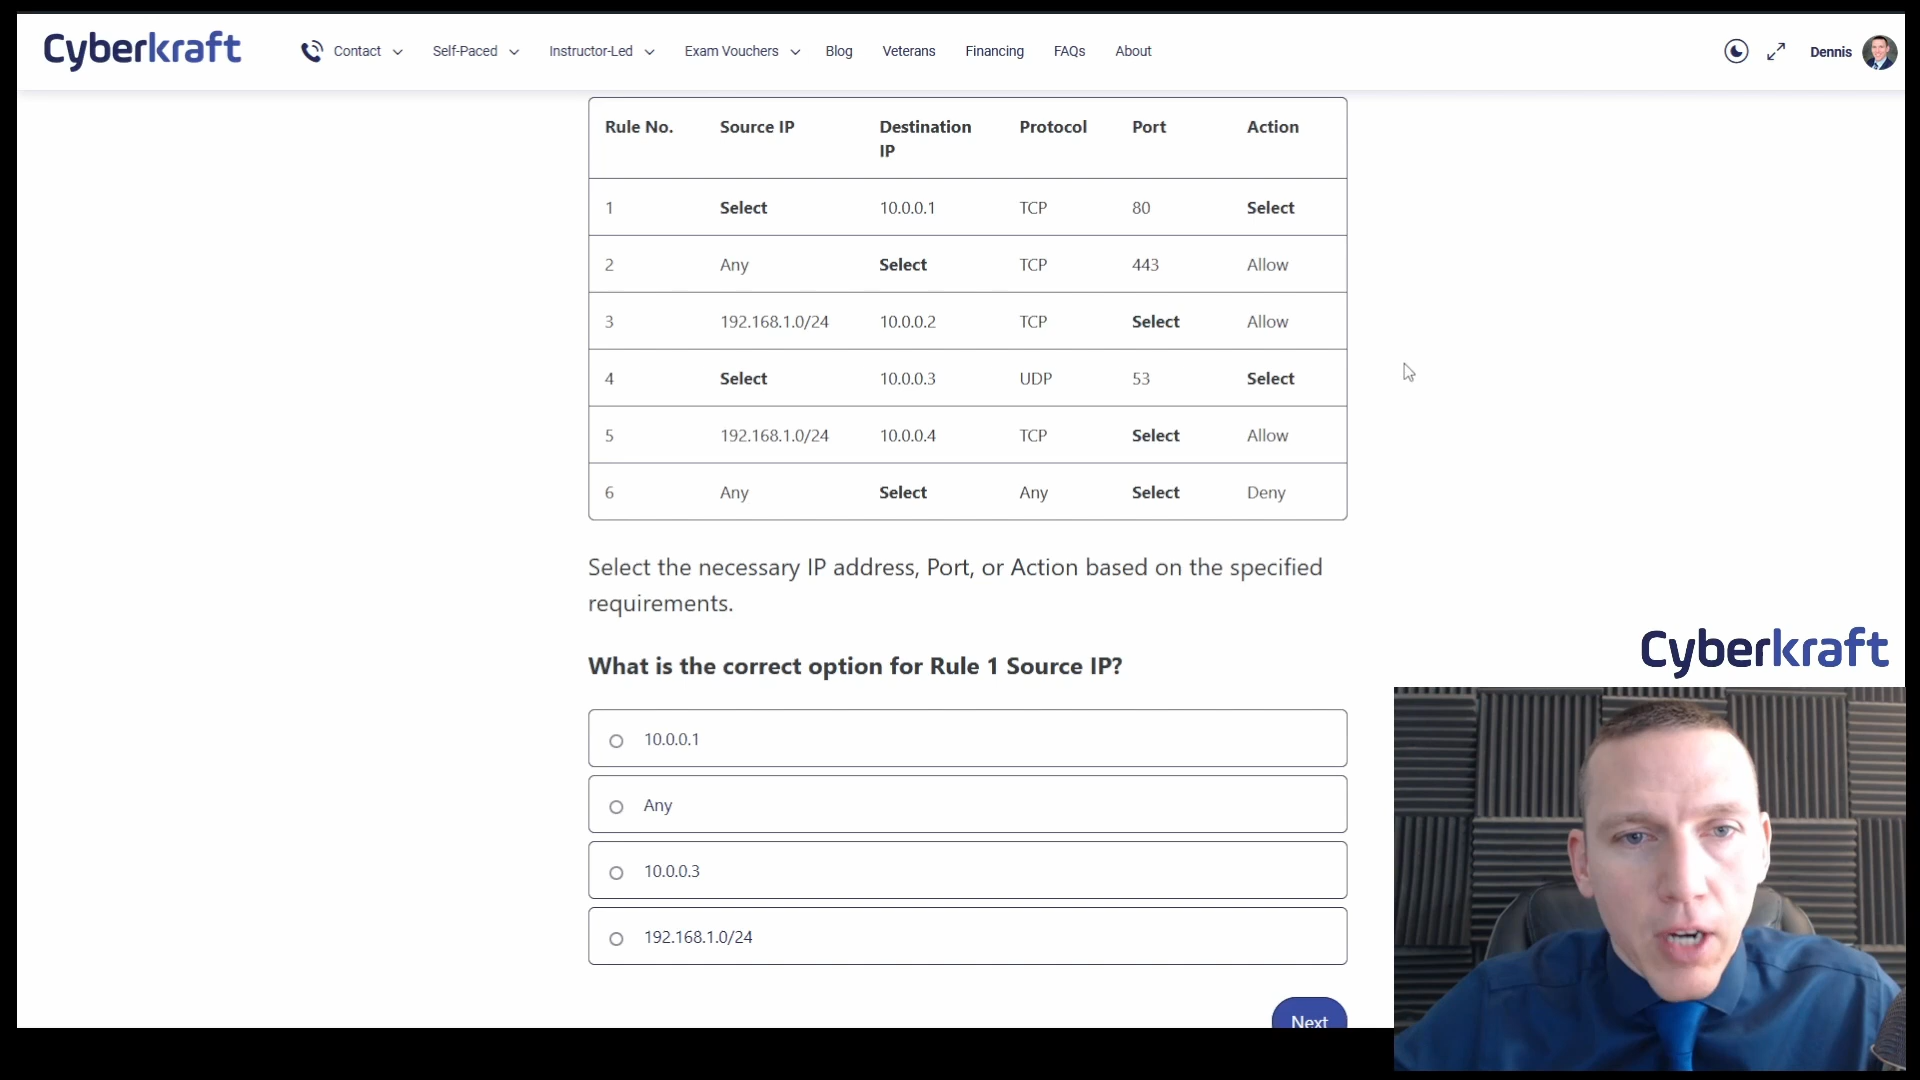 Cyberkraft Contact Self-Paced Instructor-Led Exam Vouchers Blog Veterans Financing FAQs About Dennis
Rule No. Source IP Destination IP Protocol Port Action
1 Select 10.0.0.1 TCP 80 Select
2 Any Select TCP 443 Allow
3 192.168.1.0/24 10.0.0.2 TCP Select Allow
4 Select 10.0.0.3 UDP 53 Select
5 192.168.1.0/24 10.0.0.4 TCP Select Allow
6 Any Select Any Select Deny
Select the necessary IP address, Port, or Action based on the specified
requirements.
What is the correct option for Rule 1 Source IP?
10.0.0.1
Any
10.0.0.3
192.168.1.0/24
Next
Cyberkraft